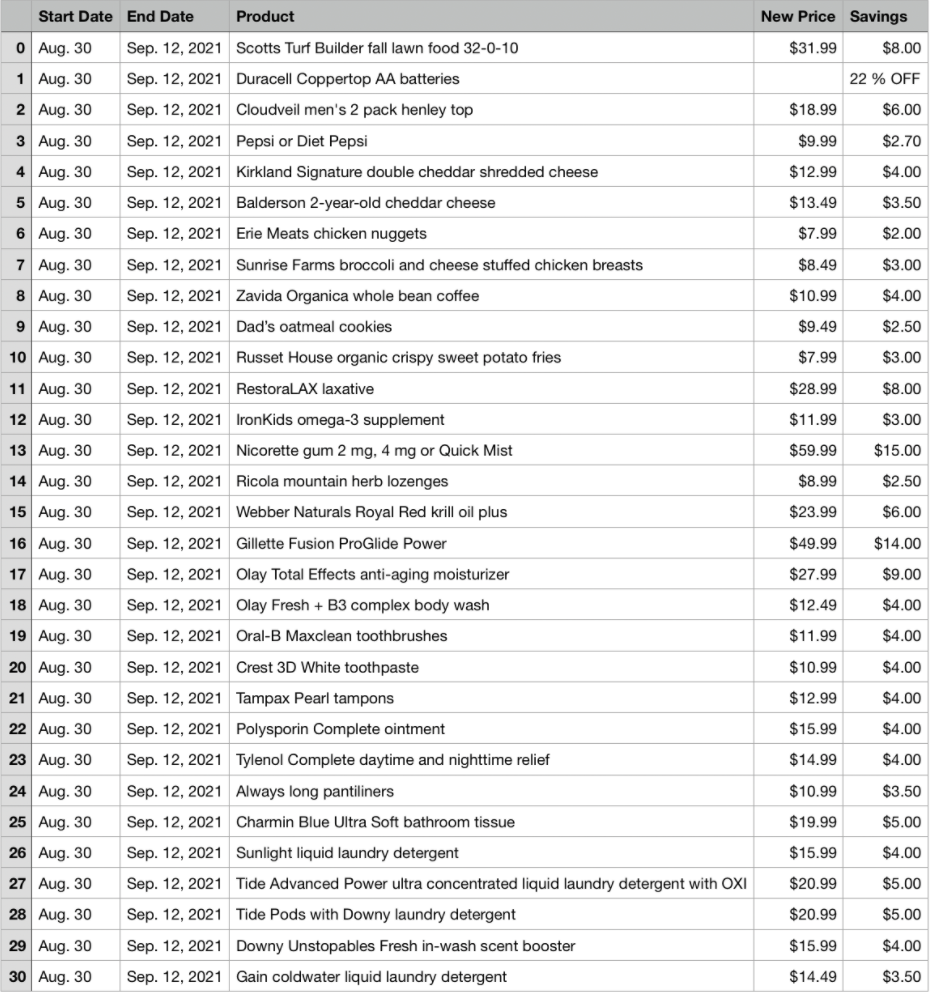 Start Date End Date Product New Price Savings
0 Aug. 30 Sep. 12, 2021 Scotts Turf Builder fall lawn food 32-0-10 $31.99 $8.00
1 Aug. 30 Sep. 12, 2021 Duracell Coppertop AA batteries 22 % OFF
2 Aug. 30 Sep. 12, 2021 Cloudveil men's 2 pack henley top $18.99 $6.00
3 Aug. 30 Sep. 12, 2021 Pepsi or Diet Pepsi $9.99 $2.70
4 Aug. 30 Sep. 12, 2021 Kirkland Signature double cheddar shredded cheese $12.99 $4.00
5 Aug. 30 Sep. 12, 2021 Balderson 2-year-old cheddar cheese $13.49 $3.50
6 Aug. 30 Sep. 12, 2021 Erie Meats chicken nuggets $7.99 $2.00
7 Aug. 30 Sep. 12, 2021 Sunrise Farms broccoli and cheese stuffed chicken breasts $8.49 $3.00
8 Aug. 30 Sep. 12, 2021 Zavida Organica whole bean coffee $10.99 $4.00
9 Aug. 30 Sep. 12, 2021 Dad’s oatmeal cookies $9.49 $2.50
10 Aug. 30 Sep. 12, 2021 Russet House organic crispy sweet potato fries $7.99 $3.00
11 Aug. 30 Sep. 12, 2021 RestoraLAX laxative $28.99 $8.00
12 Aug. 30 Sep. 12, 2021 IronKids omega-3 supplement $11.99 $3.00
13 Aug. 30 Sep. 12, 2021 Nicorette gum 2 mg, 4 mg or Quick Mist $59.99 $15.00
14 Aug. 30 Sep. 12, 2021 Ricola mountain herb lozenges $8.99 $2.50
15 Aug. 30 Sep. 12, 2021 Webber Naturals Royal Red krill oil plus $23.99 $6.00
16 Aug. 30 Sep. 12, 2021 Gillette Fusion ProGlide Power $49.99 $14.00
17 Aug. 30 Sep. 12, 2021 Olay Total Effects anti-aging moisturizer $27.99 $9.00
18 Aug. 30 Sep. 12, 2021 Olay Fresh + B3 complex body wash $12.49 $4.00
19 Aug. 30 Sep. 12, 2021 Oral-B Maxclean toothbrushes $11.99 $4.00
20 Aug. 30 Sep. 12, 2021 Crest 3D White toothpaste $10.99 $4.00
21 Aug. 30 Sep. 12, 2021 Tampax Pearl tampons $12.99 $4.00
22 Aug. 30 Sep. 12, 2021 Polysporin Complete ointment $15.99 $4.00
23 Aug. 30 Sep. 12, 2021 Tylenol Complete daytime and nighttime relief $14.99 $4.00
24 Aug. 30 Sep. 12, 2021 Always long pantiliners $10.99 $3.50
25 Aug. 30 Sep. 12, 2021 Charmin Blue Ultra Soft bathroom tissue $19.99 $5.00
26 Aug. 30 Sep. 12, 2021 Sunlight liquid laundry detergent $15.99 $4.00
27 Aug. 30 Sep. 12, 2021 Tide Advanced Power ultra concentrated liquid laundry detergent with OXI $20.99 $5.00
28 Aug. 30 Sep. 12, 2021 Tide Pods with Downy laundry detergent $20.99 $5.00
29 Aug. 30 Sep. 12, 2021 Downy Unstopables Fresh in-wash scent booster $15.99 $4.00
30 Aug. 30 Sep. 12, 2021 Gain coldwater liquid laundry detergent $14.49 $3.50